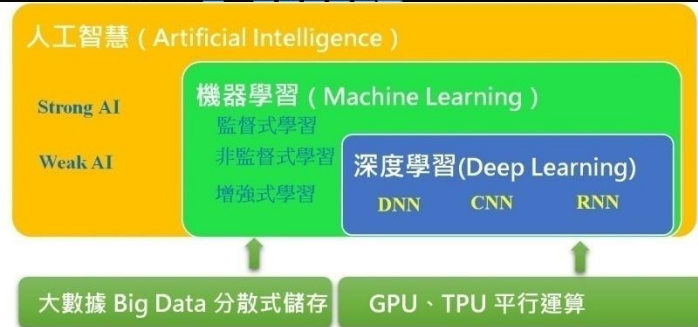 人工智慧 ( Artificial Intelligence )
Strong AI
Weak AI
機器學習 ( Machine Learning )
監督式學習
非監督式學習
增強式學習
深度學習(Deep Learning)
DNN CNN RNN
大數據 Big Data 分散式儲存
GPU、TPU 平行運算